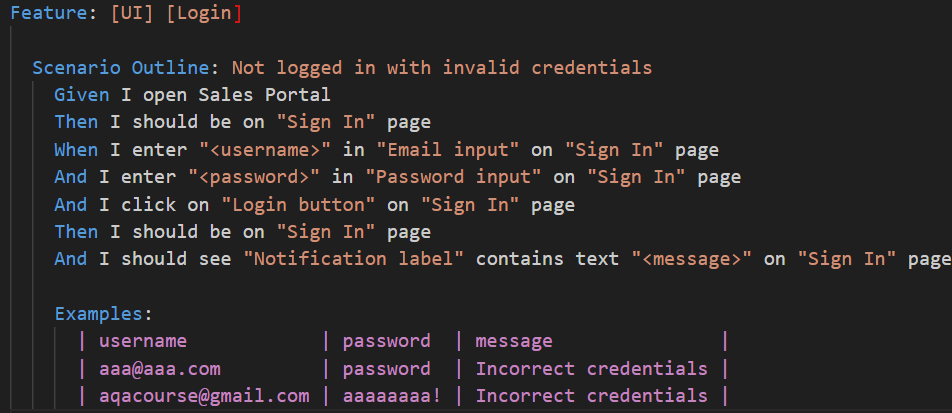 Feature: [UI] [Login]
Scenario Outline: Not logged in with invalid credentials
Given I open Sales Portal
Then I should be on "Sign In" page
When I enter "<username>" in "Email input" on "Sign In" page
And I enter "<password>" in "Password input" on "Sign In" page
And I click on "Login button" on "Sign In" page
Then I should be on "Sign In" page
And I should see "Notification label" contains text "<message>" on "Sign In" page
Examples:
| username | password | message |
| aaa@aaa.com | password | Incorrect credentials |
| aqacourse@gmail.com | aaaaaaaa! | Incorrect credentials |